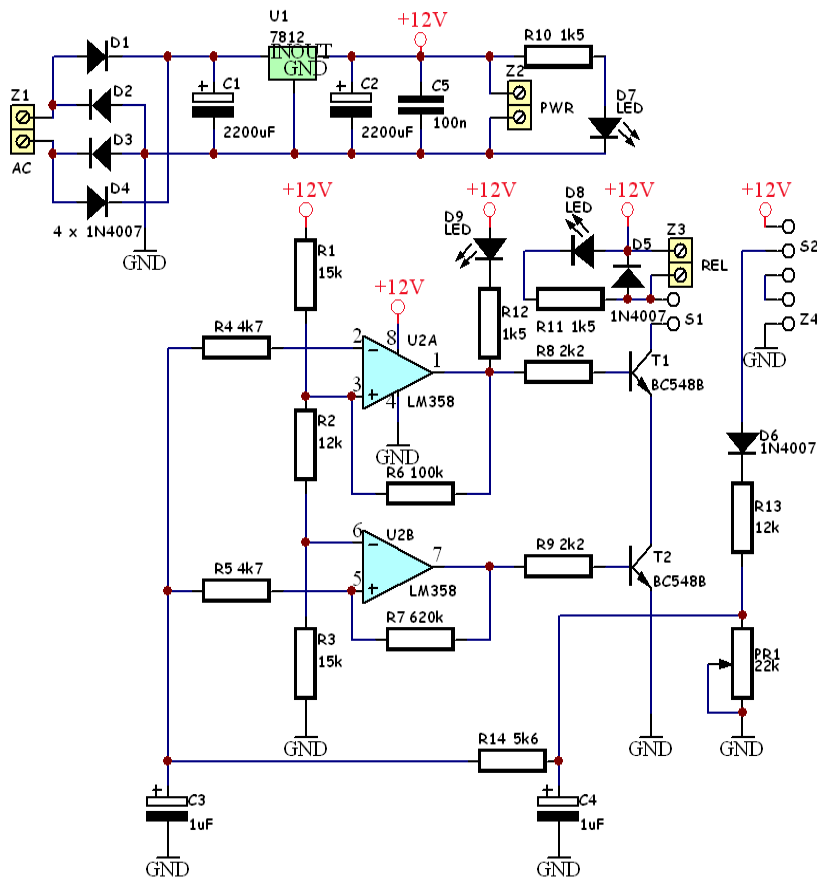 U1
7812
INOUT
GND
+12V
R10 1k5
D1
Z1
D2
C1
2200uF
C2
2200uF
C5
100n
Z2
PWR
D7
LED
D3
AC
D4
4 x 1N4007
GND
+12V
+12V
D9
LED
D8
LED
+12V
+12V
R1
15k
Z3
D5
REL
S2
+12V
R12
1k5
R11 1k5
1N4007
S1
Z4
GND
R4 4k7
2
8
U2A
1
R8 2k2
T1
BC548B
3
4
LM358
R2
12k
GND
D6
1N4007
R6 100k
R13
12k
6
U2B
7
R9 2k2
T2
BC548B
R5 4k7
5
LM358
R7 620k
R3
15k
PR1
22k
GND
GND
GND
R14 5k6
C3
1uF
C4
1uF
GND
GND